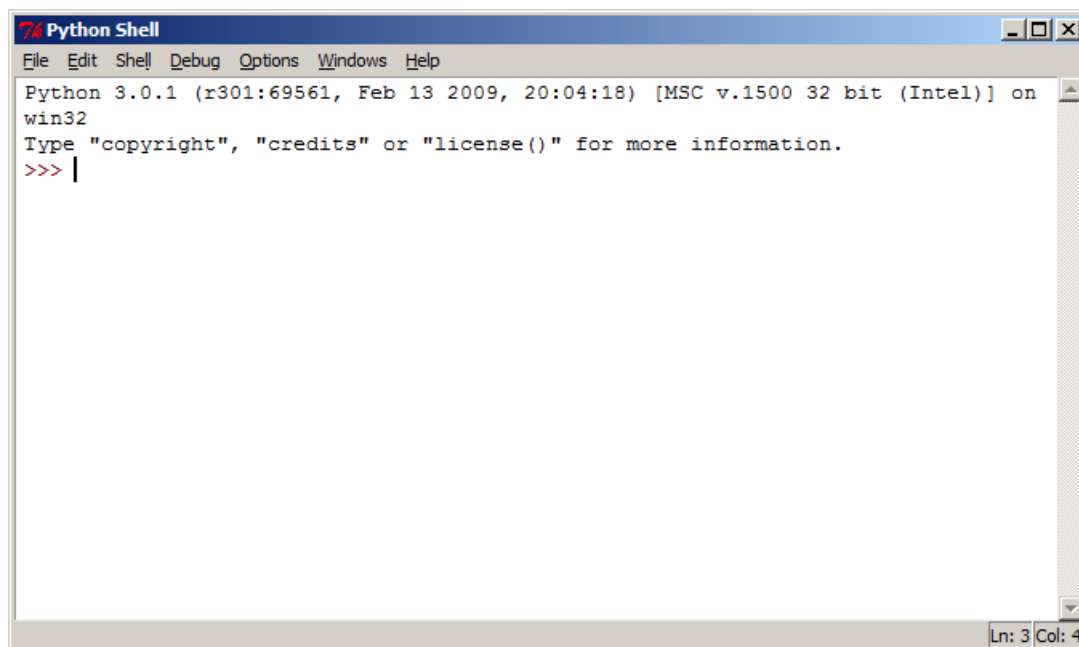 Python Shell
File Edit Shell Debug Options Windows Help
Python 3.0.1 (r301:69561, Feb 13 2009, 20:04:18) [MSC v.1500 32 bit (Intel)] on
win32
Type "copyright", "credits" or "license()" for more information.
>>>
Ln: 3 Col: 4